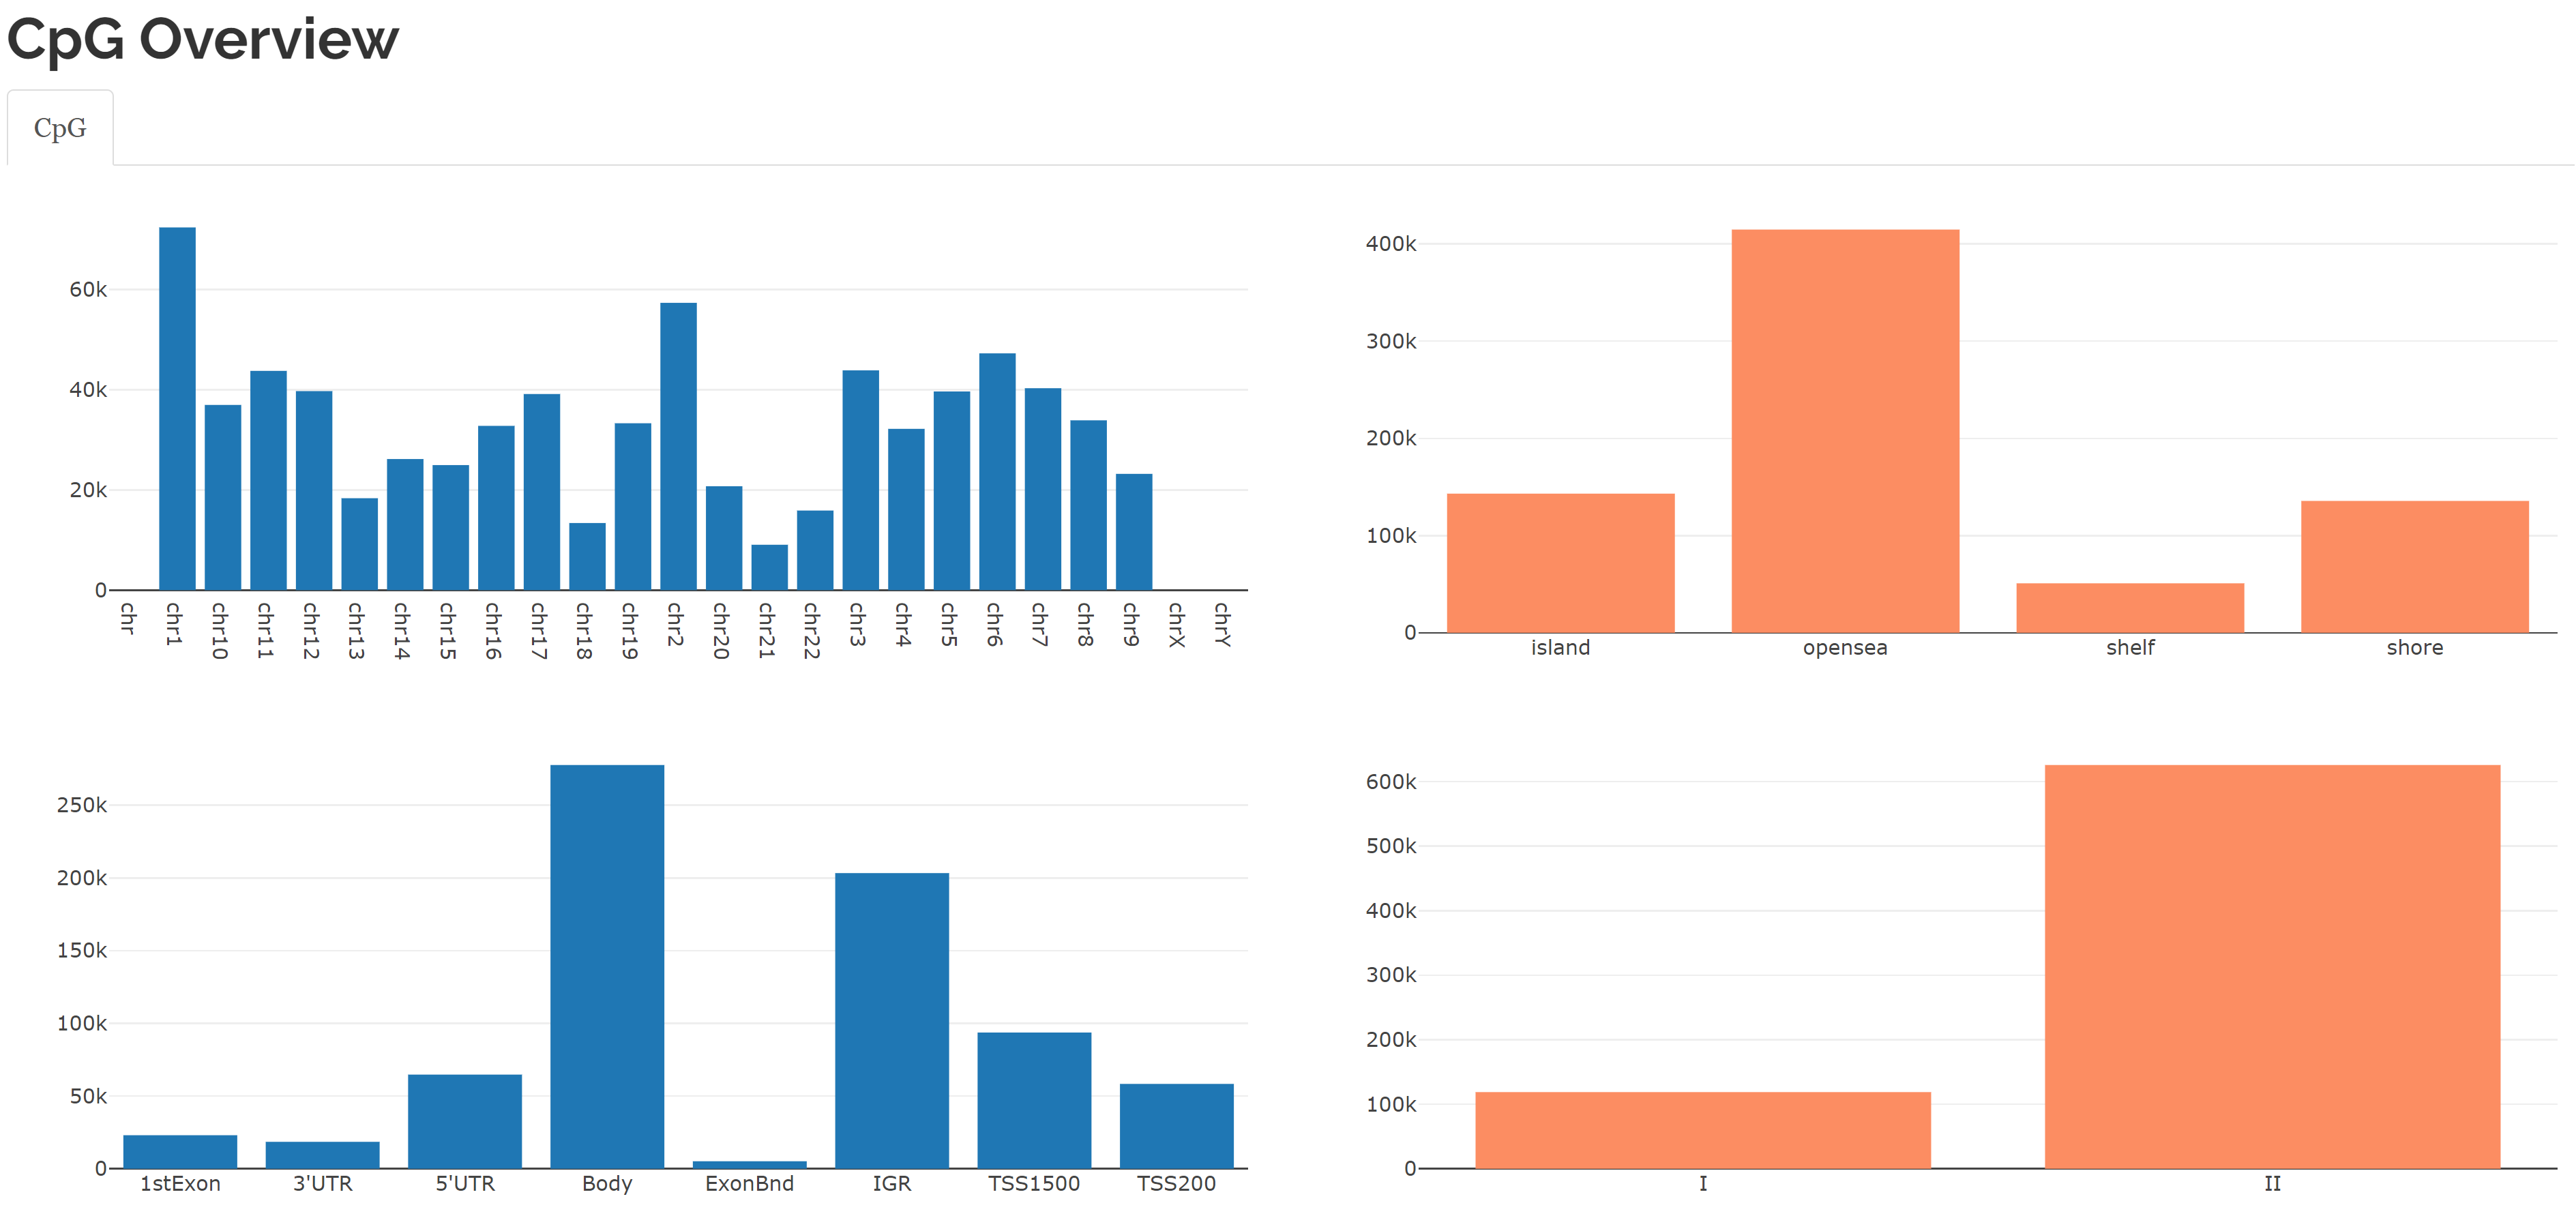 CpG Overview
CpG
60k
40k
20k
0
chr chr1 chr10 chr11 chr12 chr13 chr14 chr15 chr16 chr17 chr18 chr19 chr2 chr20 chr21 chr22 chr3 chr4 chr5 chr6 chr7 chr8 chr9 chrX chrY
400k
300k
200k
100k
0
island opensea shelf shore
250k
200k
150k
100k
50k
0
1stExon 3'UTR 5'UTR Body ExonBnd IGR TSS1500 TSS200
600k
500k
400k
300k
200k
100k
0
I II